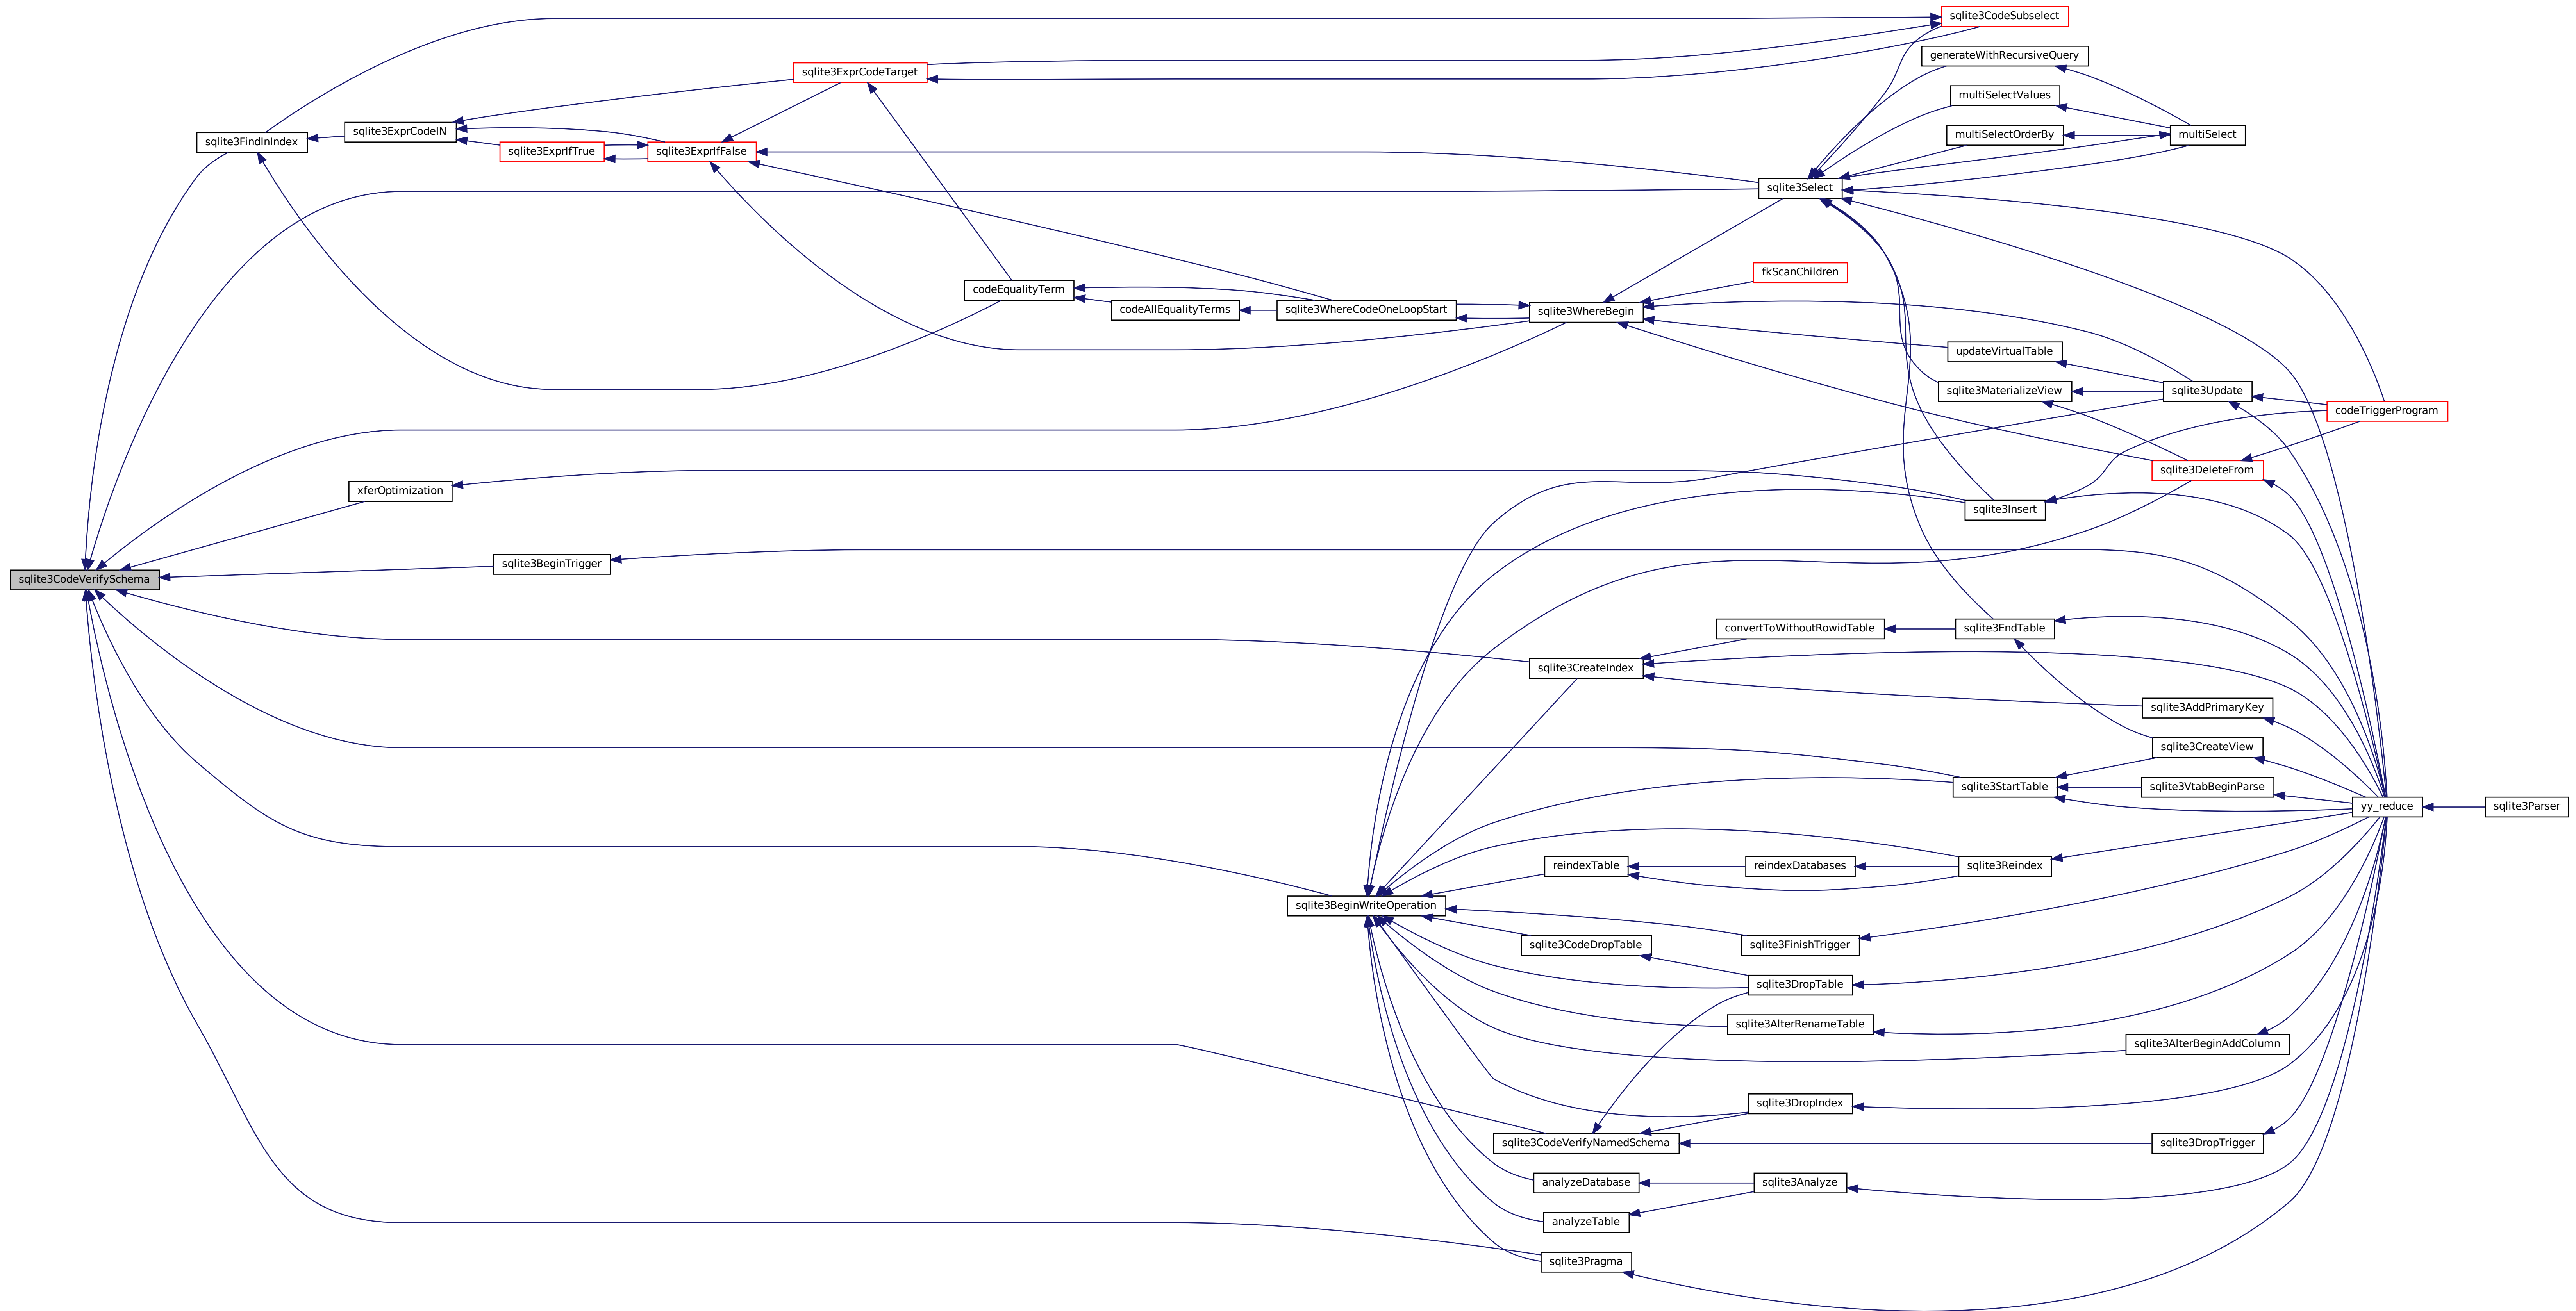 sqlite3CodeSubselect
generateWithRecursiveQuery
sqlite3ExprCodeTarget
multiSelectValues
sqlite3ExprCodeIN
multiSelectOrderBy
multiSelect
sqlite3FindInIndex
sqlite3ExprIfTrue
sqlite3ExprIfFalse
sqlite3Select
fkScanChildren
codeEqualityTerm
codeAllEqualityTerms
sqlite3WhereCodeOneLoopStart
sqlite3WhereBegin
updateVirtualTable
sqlite3MaterializeView
sqlite3Update
codeTriggerProgram
sqlite3DeleteFrom
xferOptimization
sqlite3Insert
sqlite3BeginTrigger
sqlite3CodeVerifySchema
convertToWithoutRowidTable
sqlite3EndTable
sqlite3CreateIndex
sqlite3AddPrimaryKey
sqlite3CreateView
sqlite3StartTable
sqlite3VtabBeginParse
yy_reduce
sqlite3Parser
reindexTable
reindexDatabases
sqlite3Reindex
sqlite3BeginWriteOperation
sqlite3CodeDropTable
sqlite3FinishTrigger
sqlite3DropTable
sqlite3AlterRenameTable
sqlite3AlterBeginAddColumn
sqlite3DropIndex
sqlite3CodeVerifyNamedSchema
sqlite3DropTrigger
analyzeDatabase
sqlite3Analyze
analyzeTable
sqlite3Pragma